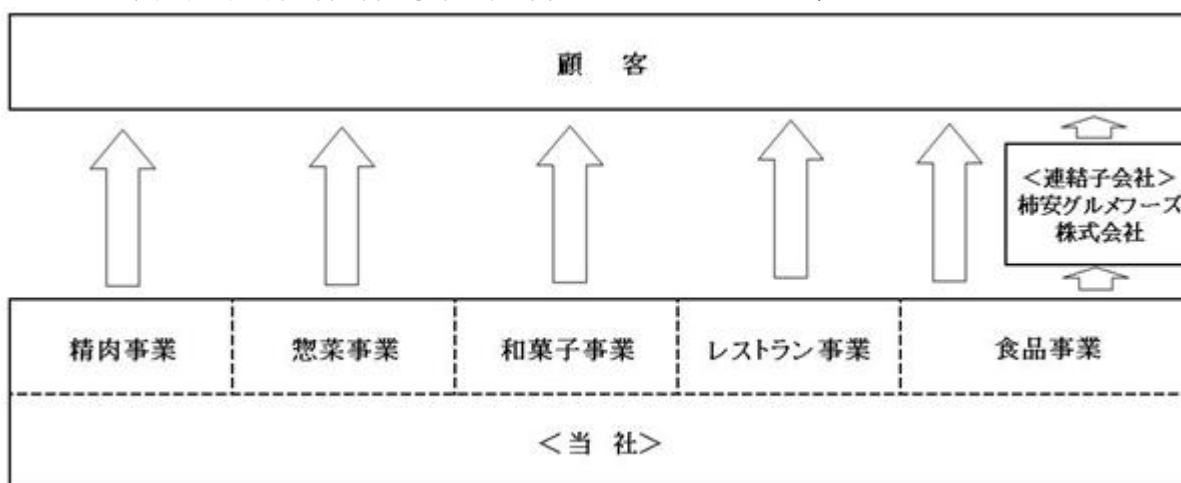 顧 客
＜連結子会社＞
柿安グルメフーズ
株式会社
精肉事業
惣菜事業
和菓子事業
レストラン事業
食品事業
＜当 社＞